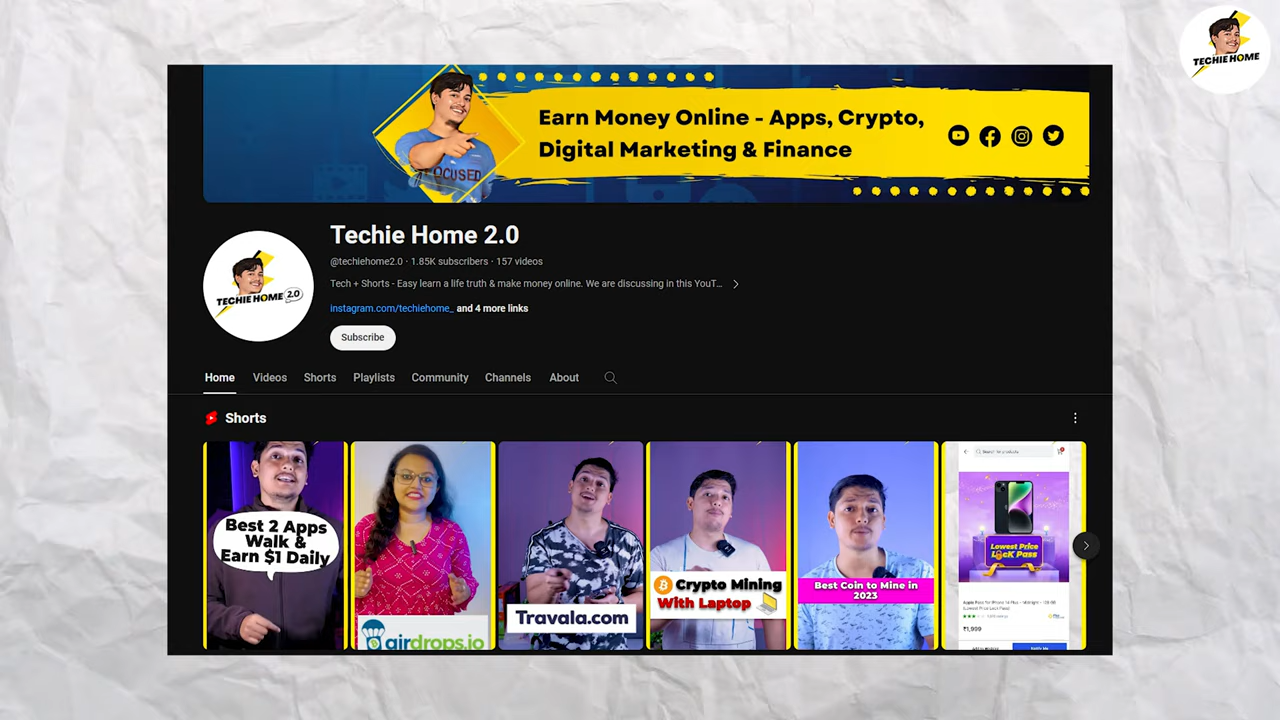 TECHIE HOME
Earn Money Online - Apps, Crypto,
Digital Marketing & Finance
FOCUSED
Techie Home 2.0
@techiehome2.0 · 1.85K subscribers · 157 videos
Tech + Shorts - Easy learn a life truth & make money online. We are discussing in this YouT...
instagram.com/techiehome_ and 4 more links
TECHIE HOME 2.0
Subscribe
Home Videos Shorts Playlists Community Channels About
Shorts
Best 2 Apps
Walk &
Earn $1 Daily
airdrops.io
Travala.com
Crypto Mining
With Laptop
Best Coin to Mine in
2023
Lowest Price
LOCK PASS
₹1,999